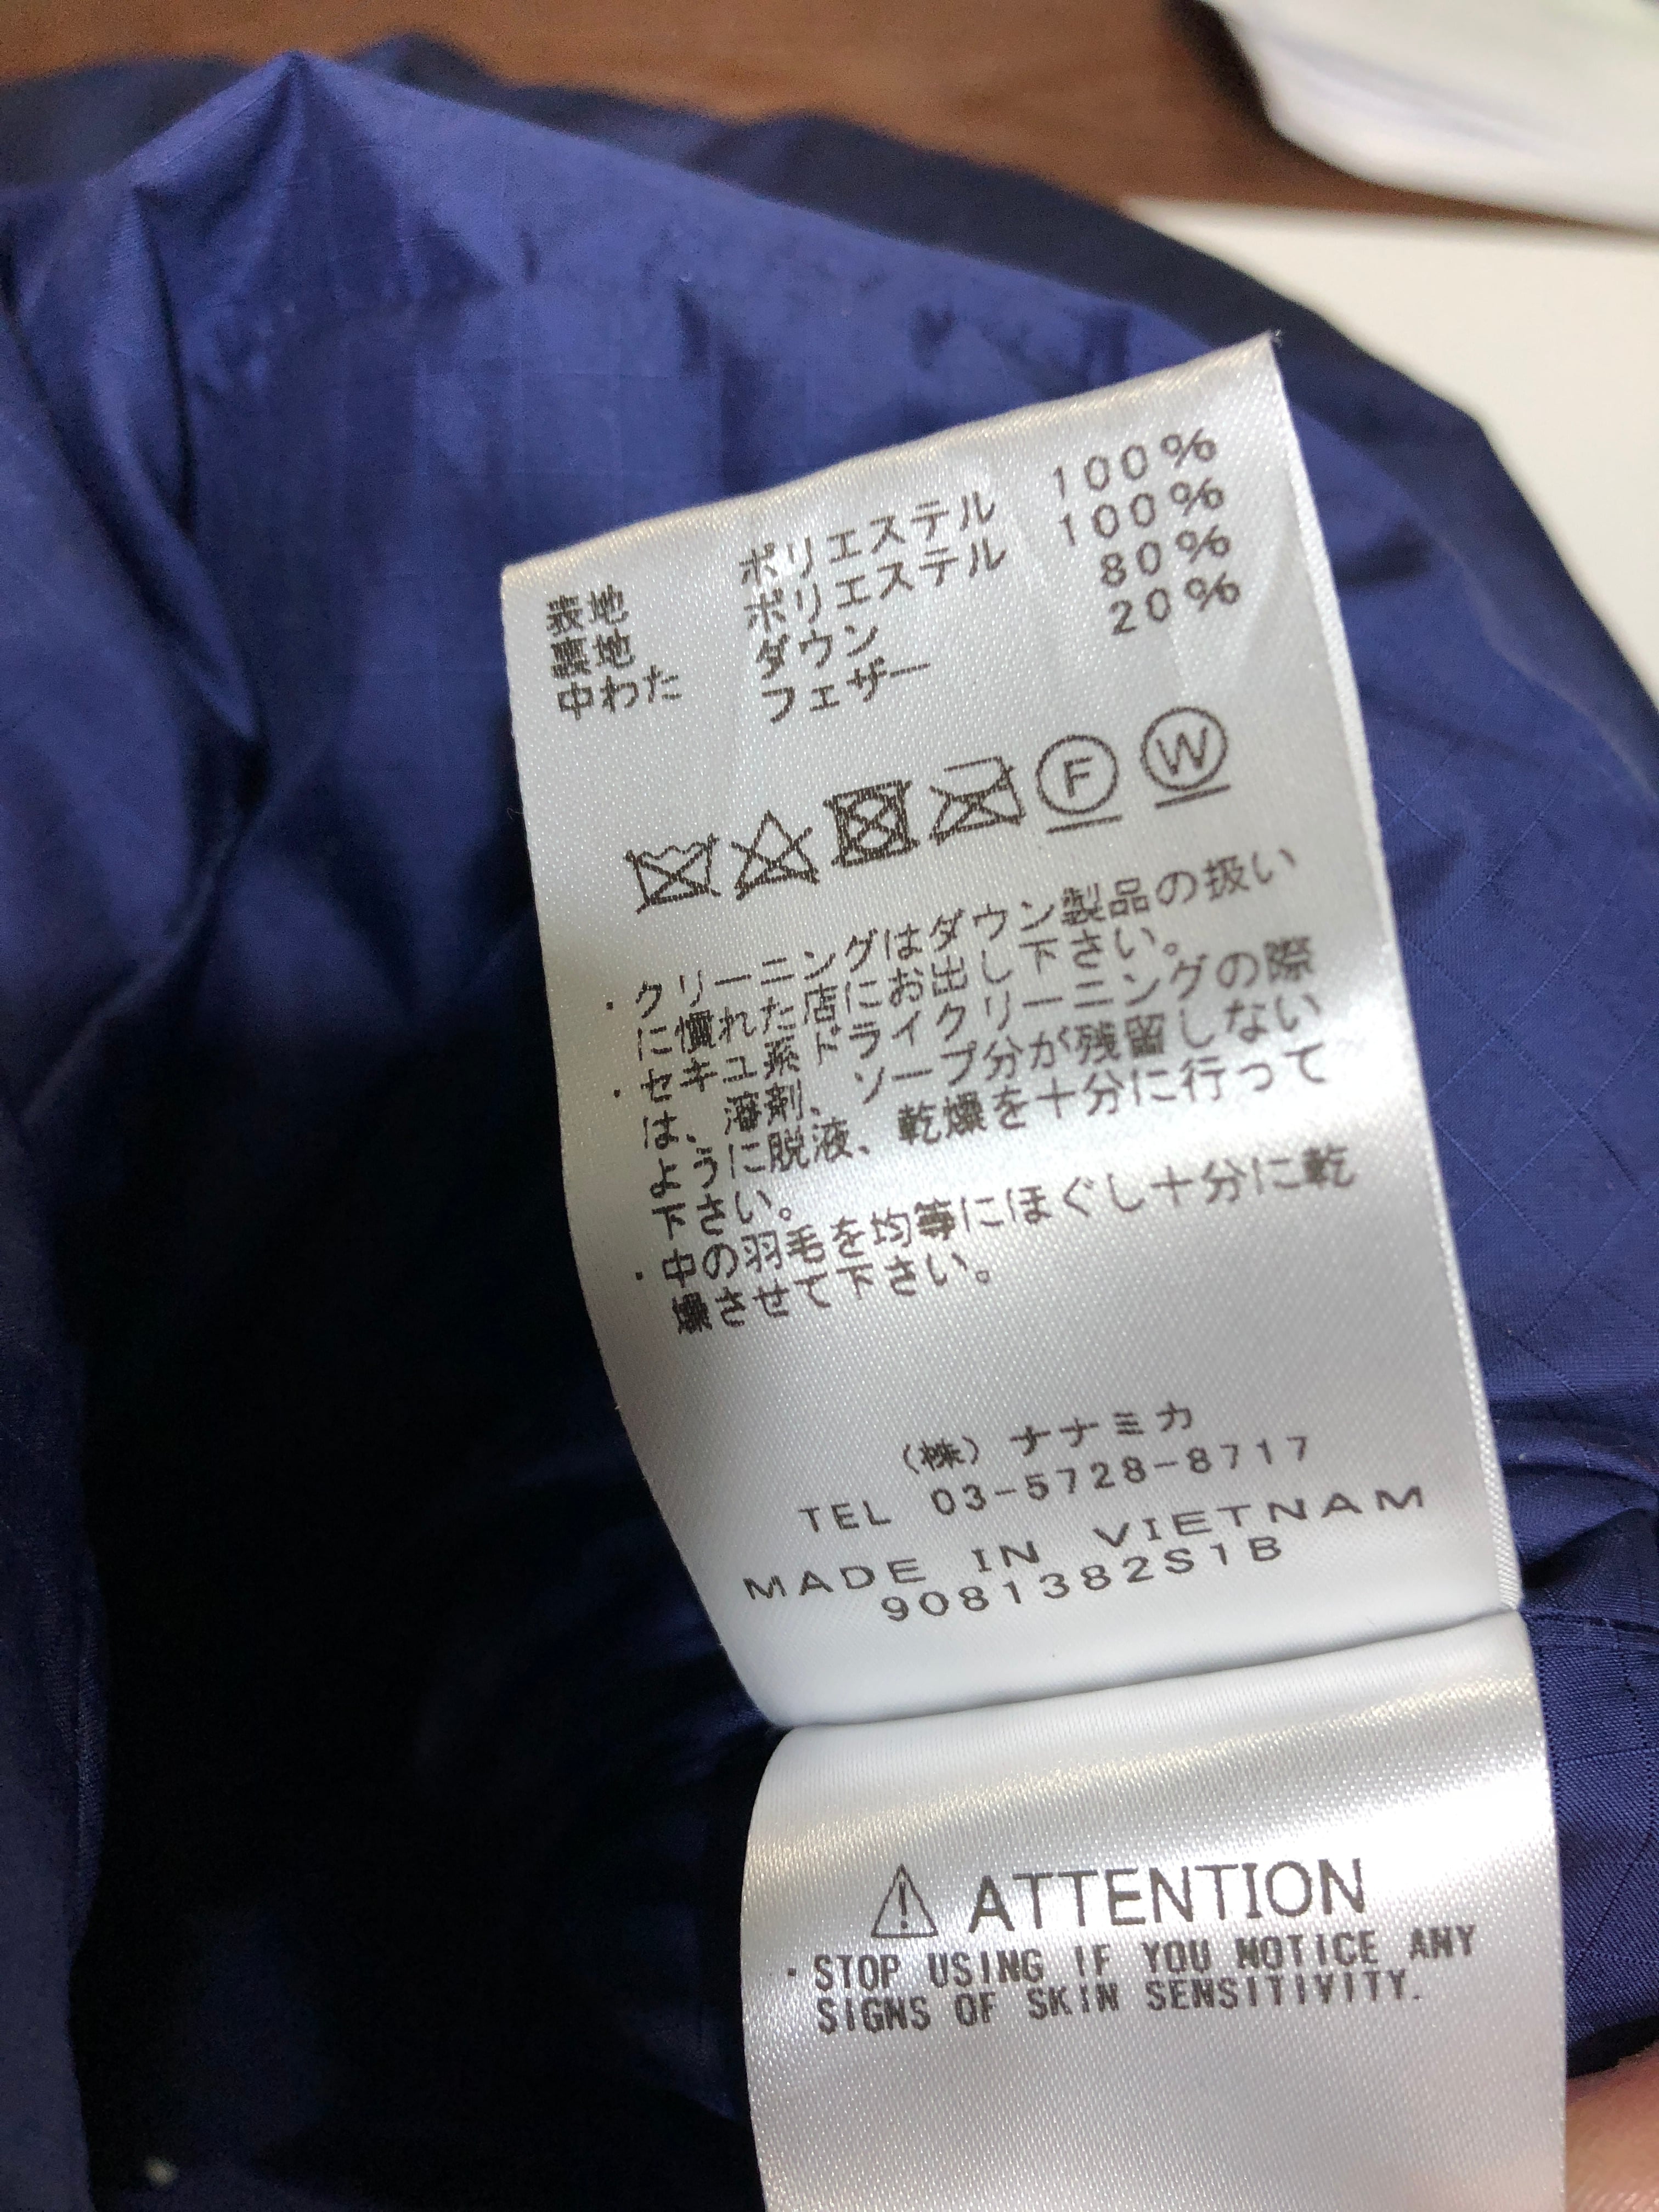 表地 ポリエステル 100%
裏地 ポリエステル 100%
中わた ダウン 80%
フェザー 20%
F W
・クリーニングはダウン製品の扱い
に慣れた店にお出し下さい。
・セキユ系ドライクリーニングの際
は、溶剤、ソープ分が残留しない
ように脱液、乾燥を十分に行って
下さい。
・中の羽毛を均等にほぐし十分に乾
燥させて下さい。
(株) ナナミカ
TEL 03-5728-8717
MADE IN VIETNAM
9081382S1B
ATTENTION
・STOP USING IF YOU NOTICE ANY
SIGNS OF SKIN SENSITIVITY.